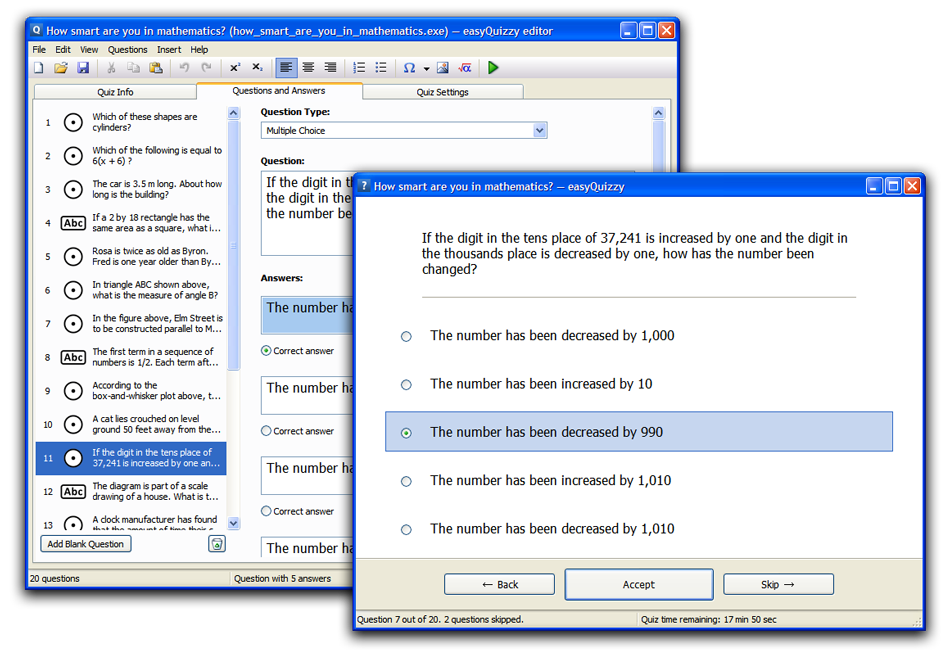 How smart are you in mathematics? (how_smart_are_you_in_mathematics.exe) — easyQuizzy editor
File Edit View Questions Insert Help
Quiz Info Questions and Answers Quiz Settings
1 Which of these shapes are
cylinders?
2 Which of the following is equal to
6(x + 6) ?
3 The car is 3.5 m long. About how
long is the building?
4 Abc If a 2 by 18 rectangle has the
same area as a square, what i...
5 Rosa is twice as old as Byron.
Fred is one year older than By...
6 In triangle ABC shown above,
what is the measure of angle B?
7 In the figure above, Elm Street is
to be constructed parallel to M...
8 Abc The first term in a sequence of
numbers is 1/2. Each term aft...
9 According to the
box-and-whisker plot above, t...
10 A cat lies crouched on level
ground 50 feet away from the...
11 If the digit in the tens place of
37,241 is increased by one an...
12 Abc The diagram is part of a scale
drawing of a house. What is t...
13 A clock manufacturer has found
that the amount of time their c...
Add Blank Question
20 questions
Question with 5 answers
Question Type:
Multiple Choice
Question:
If the digit in th
the digit in the
the number be
Answers:
The number ha
Correct answer
The number ha
Correct answer
The number ha
Correct answer
The number ha
How smart are you in mathematics? — easyQuizzy
If the digit in the tens place of 37,241 is increased by one and the digit in
the thousands place is decreased by one, how has the number been
changed?
The number has been decreased by 1,000
The number has been increased by 10
The number has been decreased by 990
The number has been increased by 1,010
The number has been decreased by 1,010
← Back Accept Skip →
Question 7 out of 20. 2 questions skipped. Quiz time remaining: 17 min 50 sec